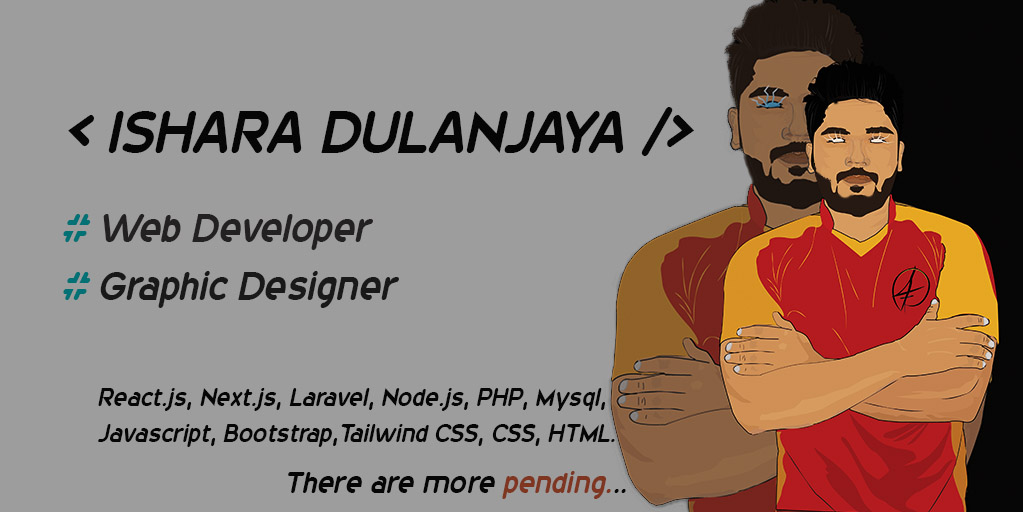 < ISHARA DULANJAYA />
# Web Developer
# Graphic Designer
React.js, Next.js, Laravel, Node.js, PHP, Mysql,
Javascript, Bootstrap,Tailwind CSS, CSS, HTML.
There are more pending...